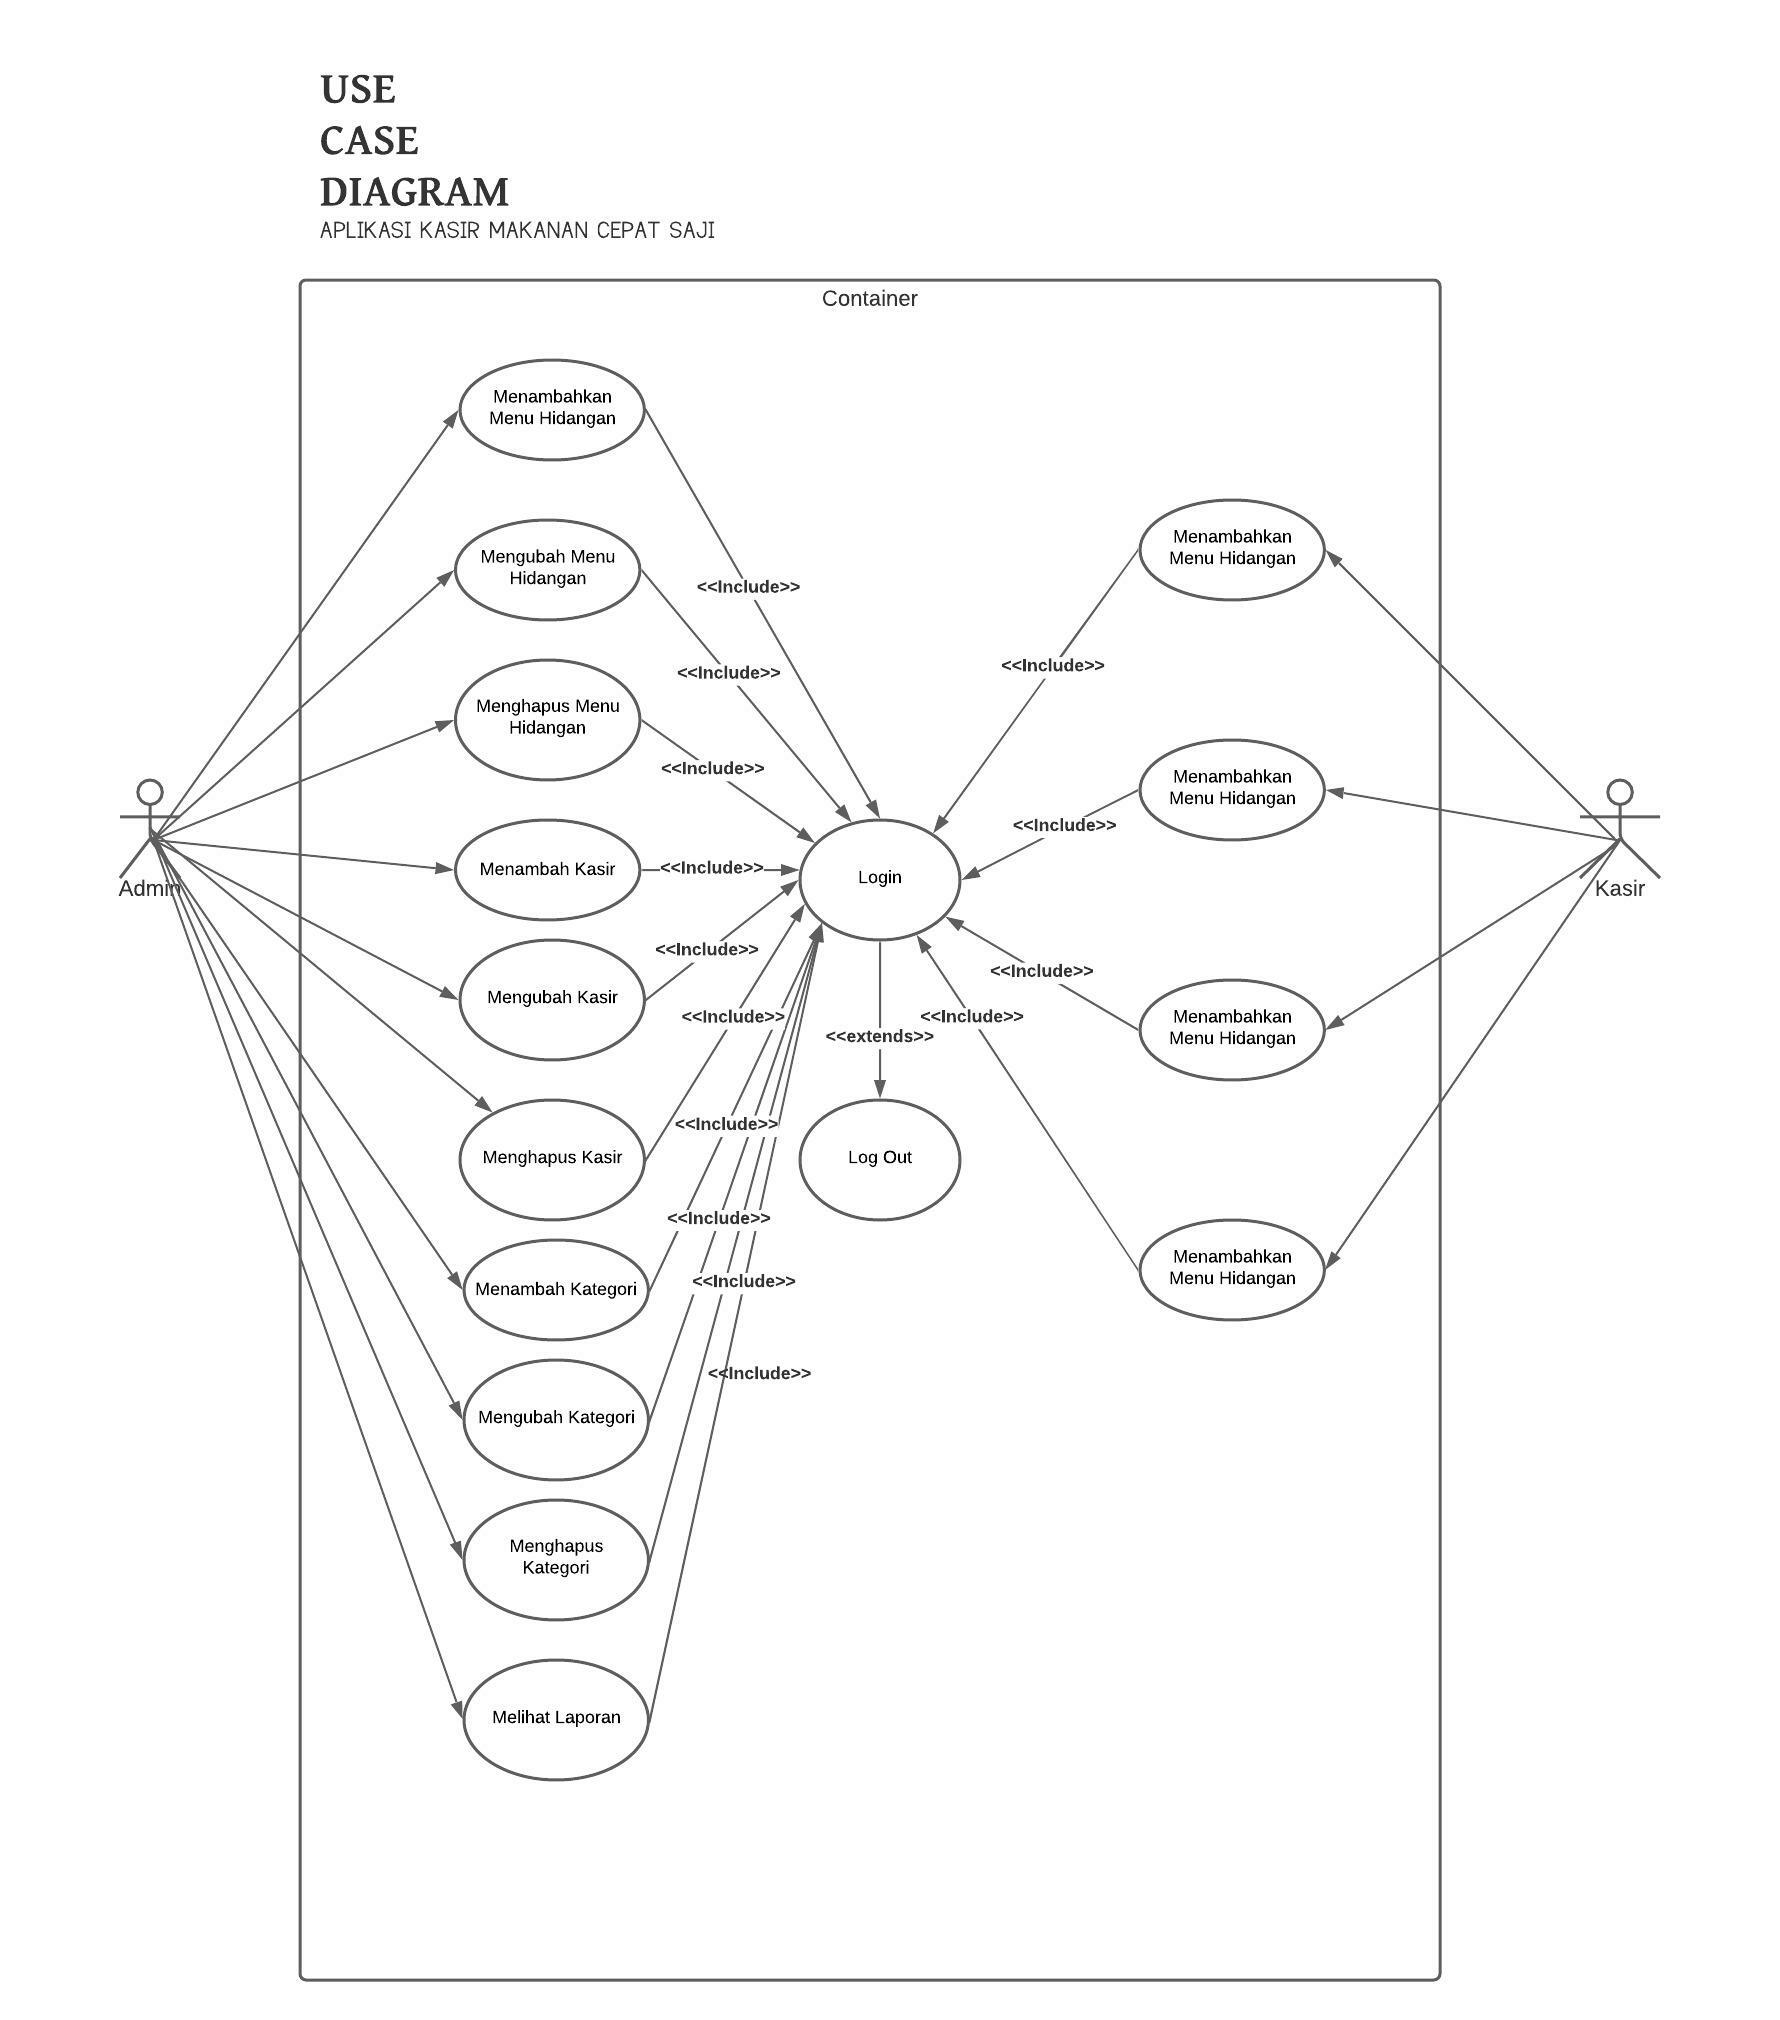 USE
CASE
DIAGRAM
APLIKASI KASIR MAKANAN CEPAT SAJI
Container
Menambahkan
Menu Hidangan
Mengubah Menu
Hidangan
Menghapus Menu
Hidangan
Menambah Kasir
Mengubah Kasir
Menghapus Kasir
Menambah Kategori
Mengubah Kategori
Menghapus
Kategori
Melihat Laporan
Admin
<<Include>>
<<Include>>
<<Include>>
<<Include>>
<<Include>>
<<Include>>
<<Include>>
<<Include>>
<<Include>>
<<Include>>
Login
<<extends>>
Log Out
<<Include>>
<<Include>>
<<Include>>
<<Include>>
Menambahkan
Menu Hidangan
Menambahkan
Menu Hidangan
Menambahkan
Menu Hidangan
Menambahkan
Menu Hidangan
Kasir